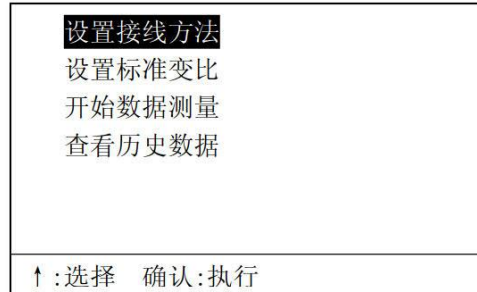 设置接线方法
设置标准变比
开始数据测量
查看历史数据
↑:选择 确认:执行